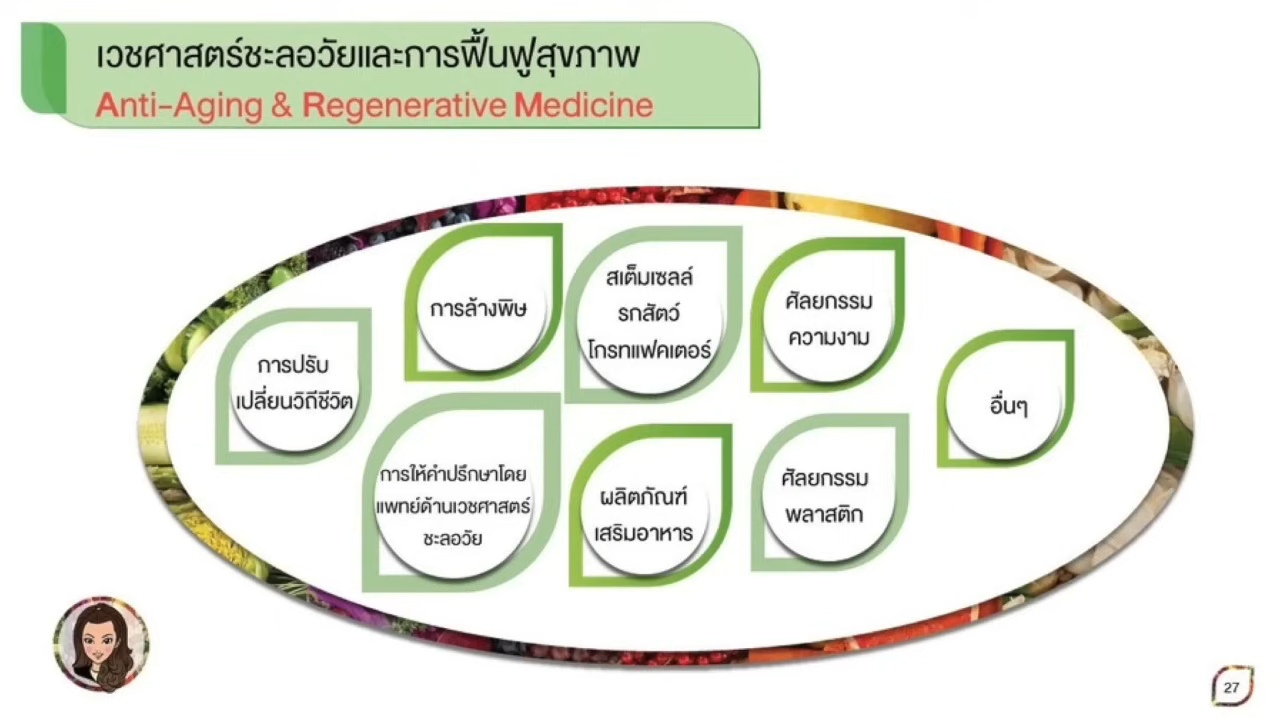 เวชศาสตร์ชะลอวัยและการฟื้นฟูสุขภาพ
Anti-Aging & Regenerative Medicine
การปรับ
เปลี่ยนวิถีชีวิต
การล้างพิษ
สเต็มเซลล์
รกสัตว์
โกรทแฟคเตอร์
ศัลยกรรม
ความงาม
อื่นๆ
การให้คำปรึกษาโดย
แพทย์ด้านเวชศาสตร์
ชะลอวัย
ผลิตภัณฑ์
เสริมอาหาร
ศัลยกรรม
พลาสติก
27